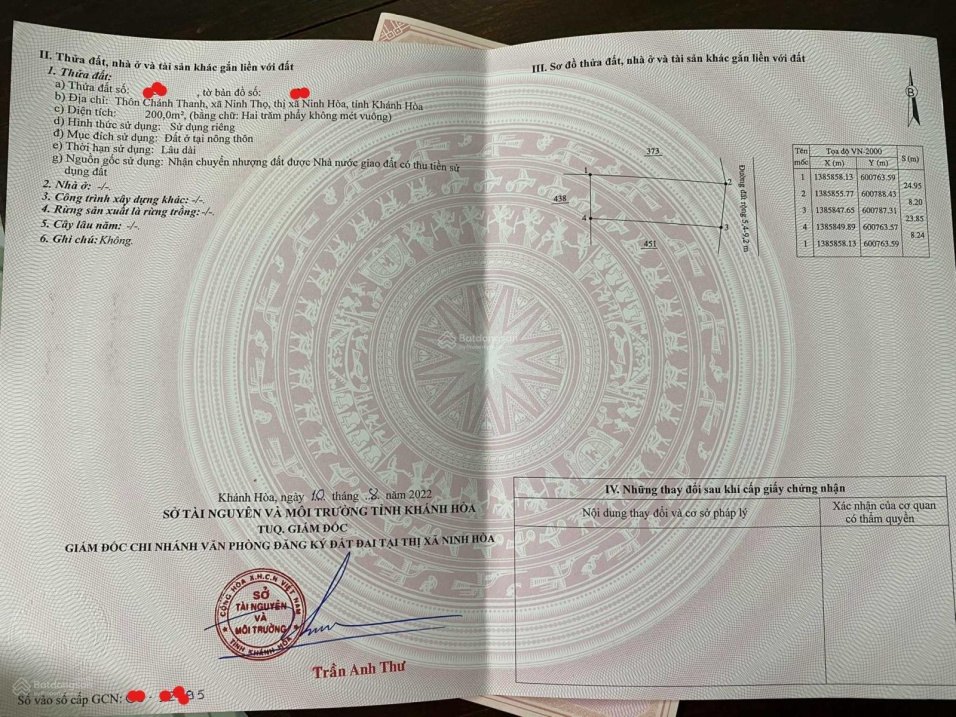 II. Thửa đất, nhà ở và tài sản khác gắn liền với đất
1. Thửa đất:
a) Thửa đất số: , tờ bản đồ số:
b) Địa chỉ: Thôn Chánh Thanh, xã Ninh Thọ, thị xã Ninh Hòa, tỉnh Khánh Hòa
c) Diện tích: 200,0m², (bằng chữ: Hai trăm phẩy không mét vuông)
d) Hình thức sử dụng: Sử dụng riêng
đ) Mục đích sử dụng: Đất ở tại nông thôn
e) Thời hạn sử dụng: Lâu dài
g) Nguồn gốc sử dụng: Nhận chuyển nhượng đất được Nhà nước giao đất có thu tiền sử
dụng đất
2. Nhà ở: -/-.
3. Công trình xây dựng khác: -/-.
4. Rừng sản xuất là rừng trồng:-/-.
5. Cây lâu năm: -/-.
6. Ghi chú: Không.
Khánh Hòa, ngày 10 tháng 8 năm 2022
SỞ TÀI NGUYÊN VÀ MÔI TRƯỜNG TỈNH KHÁNH HÒA
TUQ. GIÁM ĐỐC
GIÁM ĐỐC CHI NHÁNH VĂN PHÒNG ĐĂNG KÝ ĐẤT ĐAI TẠI THỊ XÃ NINH HÒA
CỘNG HÒA X.H.C.N VIỆT NAM
SỞ
TÀI NGUYÊN
VÀ
MÔI TRƯỜNG
TỈNH KHÁNH HÒA
Trần Anh Thư
Số vào sổ cấp GCN:
III. Sơ đồ thửa đất, nhà ở và tài sản khác gắn liền với đất
B
373
1
2
438
4
3
451
Đường đất rộng 5,4-9,2 m
Tên mốc Tọa độ VN-2000 S (m)
X (m) Y (m)
1 1385858.13 600763.59
24.95
2 1385855.77 600788.43
8.20
3 1385847.65 600787.31
23.85
4 1385849.89 600763.57
8.24
1 1385858.13 600763.59
IV. Những thay đổi sau khi cấp giấy chứng nhận
Nội dung thay đổi và cơ sở pháp lý
Xác nhận của cơ quan
có thẩm quyền
Batdongsan